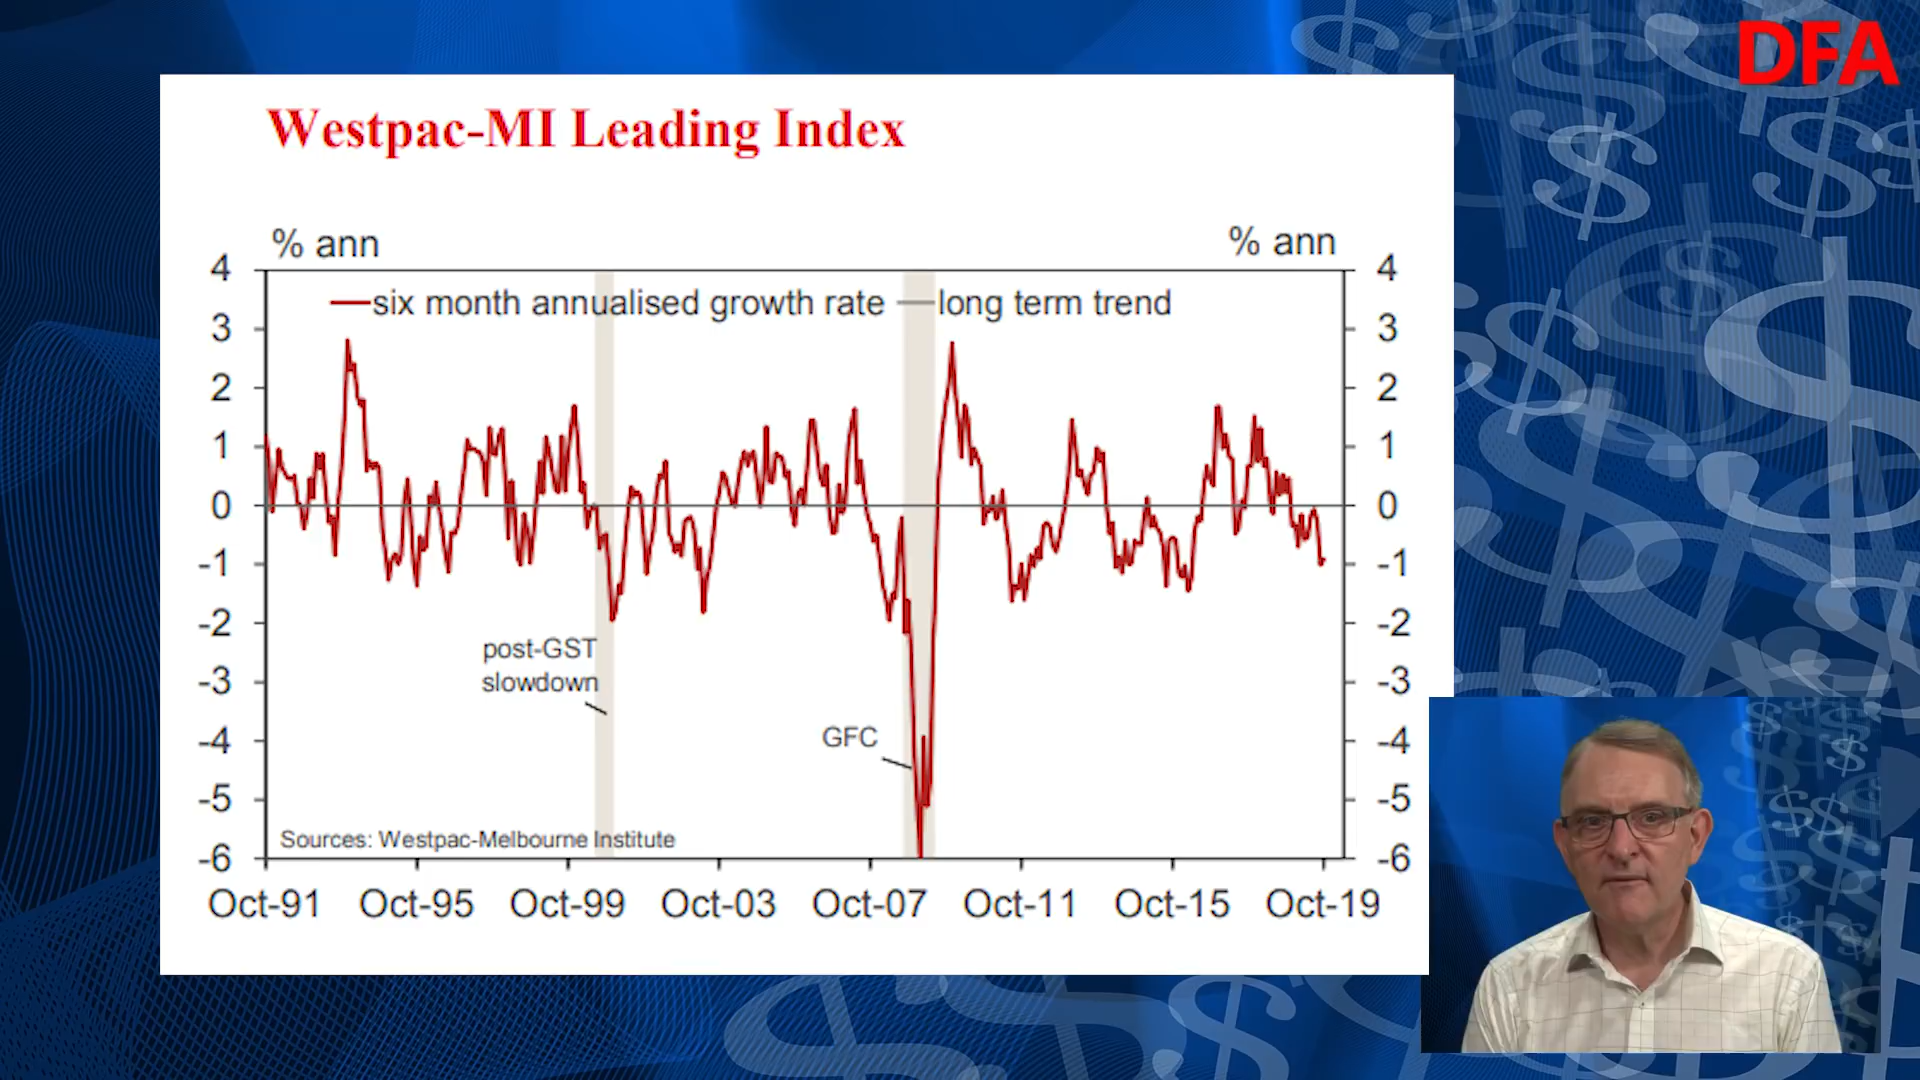 DFA
Westpac-MI Leading Index
% ann % ann
six month annualised growth rate long term trend
4 4
3 3
2 2
1 1
0 0
-1 -1
-2 -2
-3 -3
-4 -4
-5 -5
-6 -6
post-GST
slowdown
GFC
Sources: Westpac-Melbourne Institute
Oct-91 Oct-95 Oct-99 Oct-03 Oct-07 Oct-11 Oct-15 Oct-19